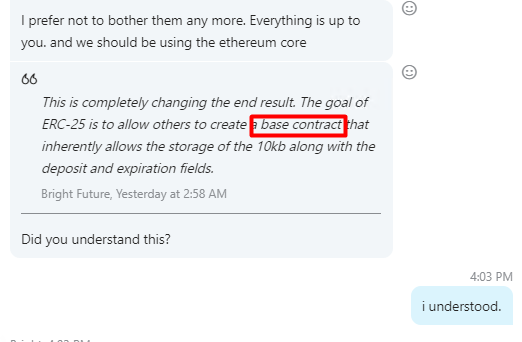 I prefer not to bother them any more. Everything is up to
you. and we should be using the ethereum core
This is completely changing the end result. The goal of
ERC-25 is to allow others to create a base contract that
inherently allows the storage of the 10kb along with the
deposit and expiration fields.
Bright Future, Yesterday at 2:58 AM
Did you understand this?
4:03 PM
i understood.